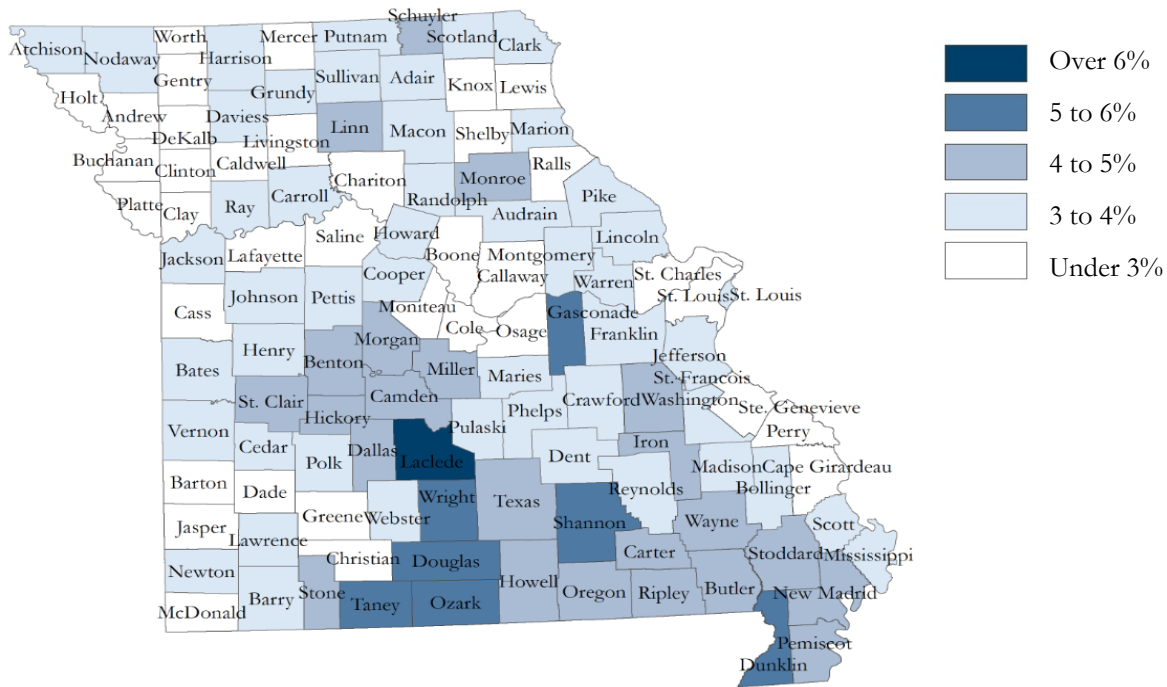 Schuyler
Worth
Mercer
Putnam
Scotland
Clark
Atchison
Nodaway
Harrison
Gentry
Sullivan
Adair
Knox
Lewis
Holt
Grundy
Andrew
Daviess
DeKalb
Livingston
Linn
Macon
Shelby
Marion
Buchanan
Clinton
Caldwell
Chariton
Monroe
Ralls
Platte
Clay
Ray
Carroll
Randolph
Audrain
Pike
Saline
Howard
Lincoln
Jackson
Lafayette
Boone
Montgomery
Callaway
Cooper
Warren
St. Charles
St. Louis
St. Louis
Cass
Johnson
Pettis
Moniteau
Cole
Osage
Gasconade
Franklin
Henry
Morgan
Benton
Miller
Maries
Jefferson
Bates
St. Francois
St. Clair
Camden
Hickory
Phelps
Crawford
Washington
Ste. Genevieve
Perry
Vernon
Cedar
Polk
Dallas
Laclede
Pulaski
Dent
Iron
Madison
Cape Girardeau
Bollinger
Barton
Dade
Wright
Texas
Reynolds
Jasper
Greene
Webster
Shannon
Wayne
Scott
Lawrence
Christian
Douglas
Carter
Stoddard
Mississippi
Newton
Barry
Stone
Taney
Ozark
Howell
Oregon
Ripley
Butler
New Madrid
McDonald
Pemiscot
Dunklin
Over 6%
5 to 6%
4 to 5%
3 to 4%
Under 3%